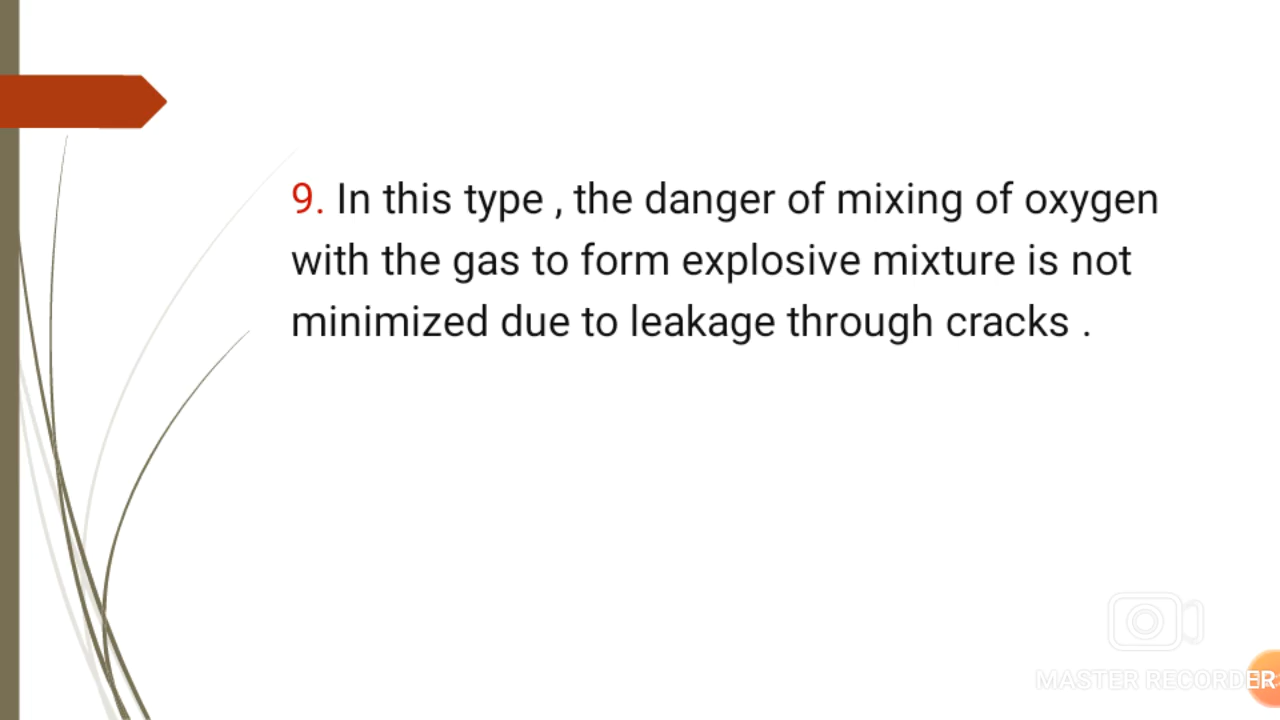 9. In this type , the danger of mixing of oxygen
with the gas to form explosive mixture is not
minimized due to leakage through cracks .
MASTER RECORDER